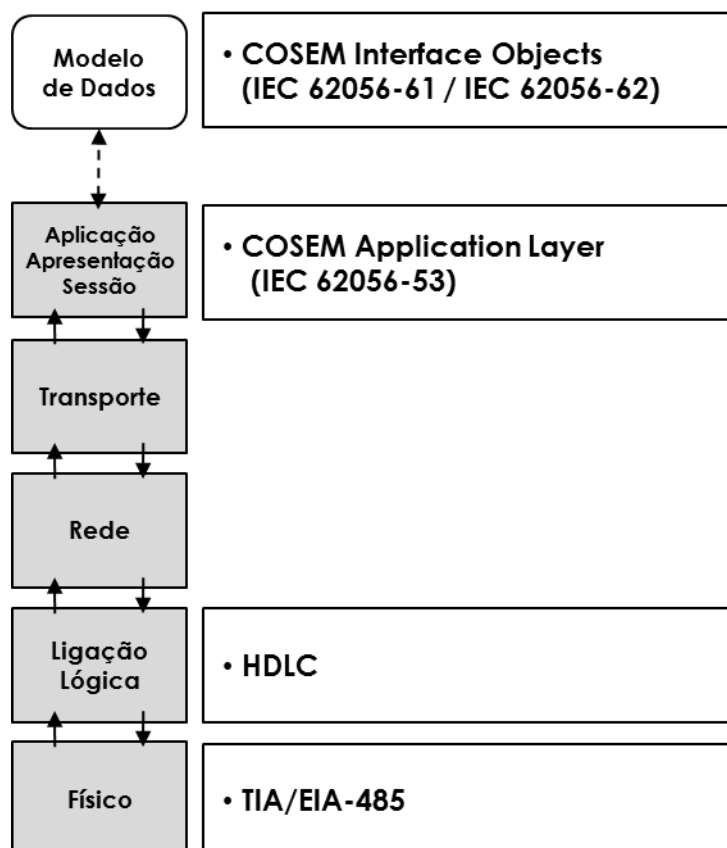 Modelo
de Dados
• COSEM Interface Objects
(IEC 62056-61 / IEC 62056-62)
Aplicação
Apresentação
Sessão
• COSEM Application Layer
(IEC 62056-53)
Transporte
Rede
Ligação
Lógica
• HDLC
Físico
• TIA/EIA-485